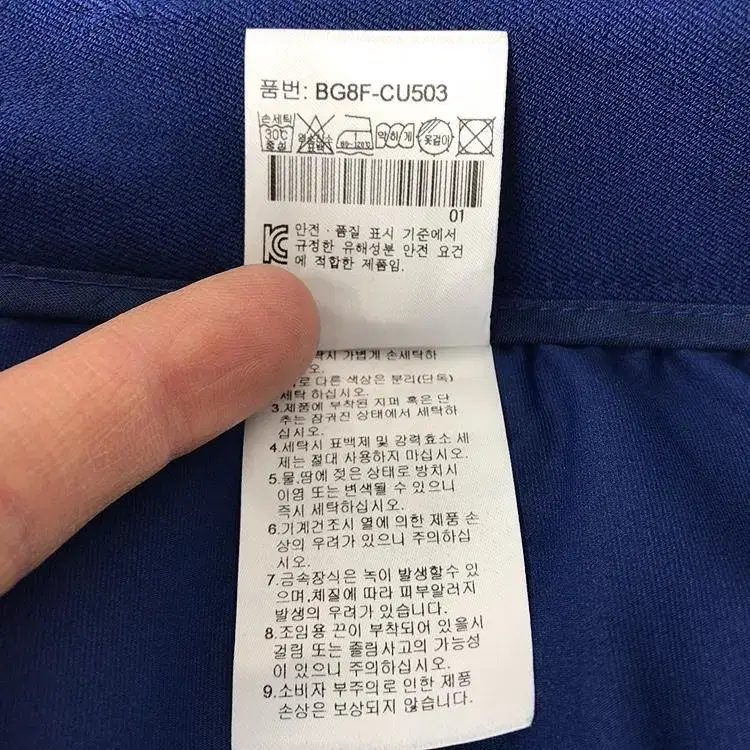 품번: BG8F-CU503
손세탁
30℃
중성
염소산소
표백
80~120℃
약하게
옷걸이
01
안전 · 품질 표시 기준에서
규정한 유해성분 안전 요건
에 적합한 제품임.
가볍게 손세탁하
오.
로 다른 색상은 분리(단독)
세탁 하십시오.
3.제품에 부착된 지퍼 혹은 단
추는 잠궈진 상태에서 세탁하
십시오.
4.세탁시 표백제 및 강력효소 세
제는 절대 사용하지 마십시오.
5.물,땀에 젖은 상태로 방치시
이염 또는 변색될 수 있으니
즉시 세탁하십시오.
6.기계건조시 열에 의한 제품 손
상의 우려가 있으니 주의하십
시오.
7.금속장식은 녹이 발생할수 있
으며,체질에 따라 피부알러지
발생의 우려가 있습니다.
8.조임용 끈이 부착되어 있을시
걸림 또는 졸림사고의 가능성
이 있으니 주의하십시오.
9.소비자 부주의로 인한 제품
손상은 보상되지 않습니다.